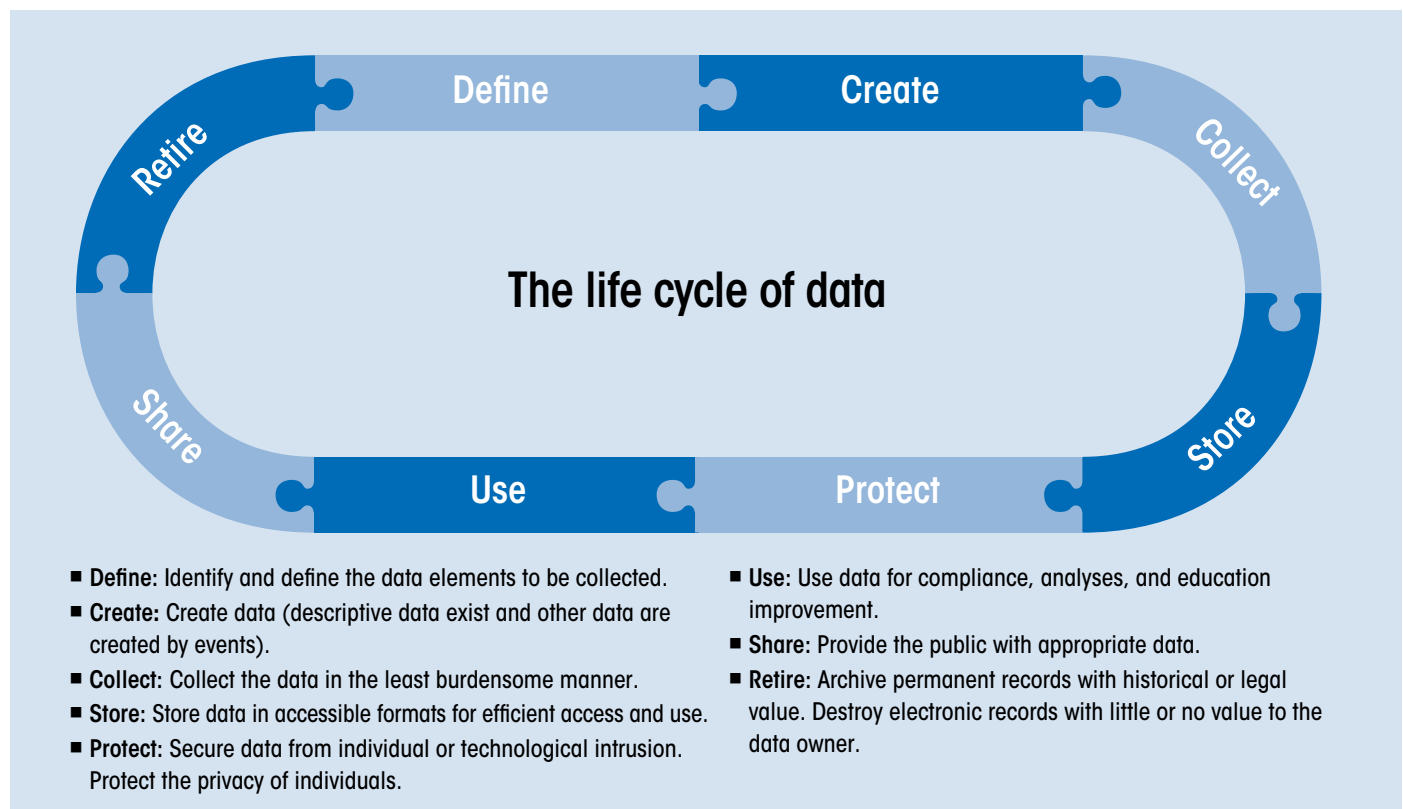 Define
Create
Collect
Store
Protect
Use
Share
Retire
The life cycle of data
■ Define: Identify and define the data elements to be collected.
■ Create: Create data (descriptive data exist and other data are
created by events).
■ Collect: Collect the data in the least burdensome manner.
■ Store: Store data in accessible formats for efficient access and use.
■ Protect: Secure data from individual or technological intrusion.
Protect the privacy of individuals.
■ Use: Use data for compliance, analyses, and education
improvement.
■ Share: Provide the public with appropriate data.
■ Retire: Archive permanent records with historical or legal
value. Destroy electronic records with little or no value to the
data owner.